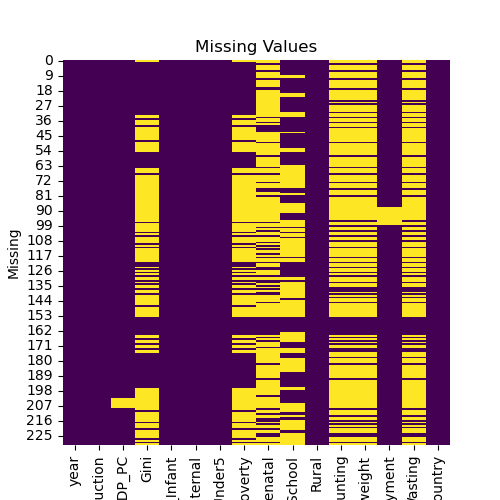 Missing Values
Missing
0
9
18
27
36
45
54
63
72
81
90
99
108
117
126
135
144
153
162
171
180
189
198
207
216
225
year
uction
DP_PC
Gini
Infant
ternal
Under5
overty
enatal
School
Rural
unting
weight
yment
Wasting
ountry